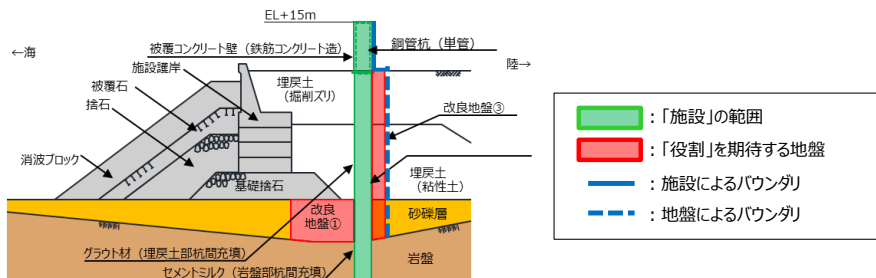 EL+15m
←海
被覆コンクリート壁（鉄筋コンクリート造）
鋼管杭（単管）
陸→
施設護岸
埋戻土
（掘削ズリ）
被覆石
捨石
改良地盤③
消波ブロック
埋戻土
（粘性土）
基礎捨石
改良
地盤①
砂礫層
グラウト材（埋戻土部杭間充填）
セメントミルク（岩盤部杭間充填）
岩盤
：「施設」の範囲
：「役割」を期待する地盤
：施設によるバウンダリ
：地盤によるバウンダリ